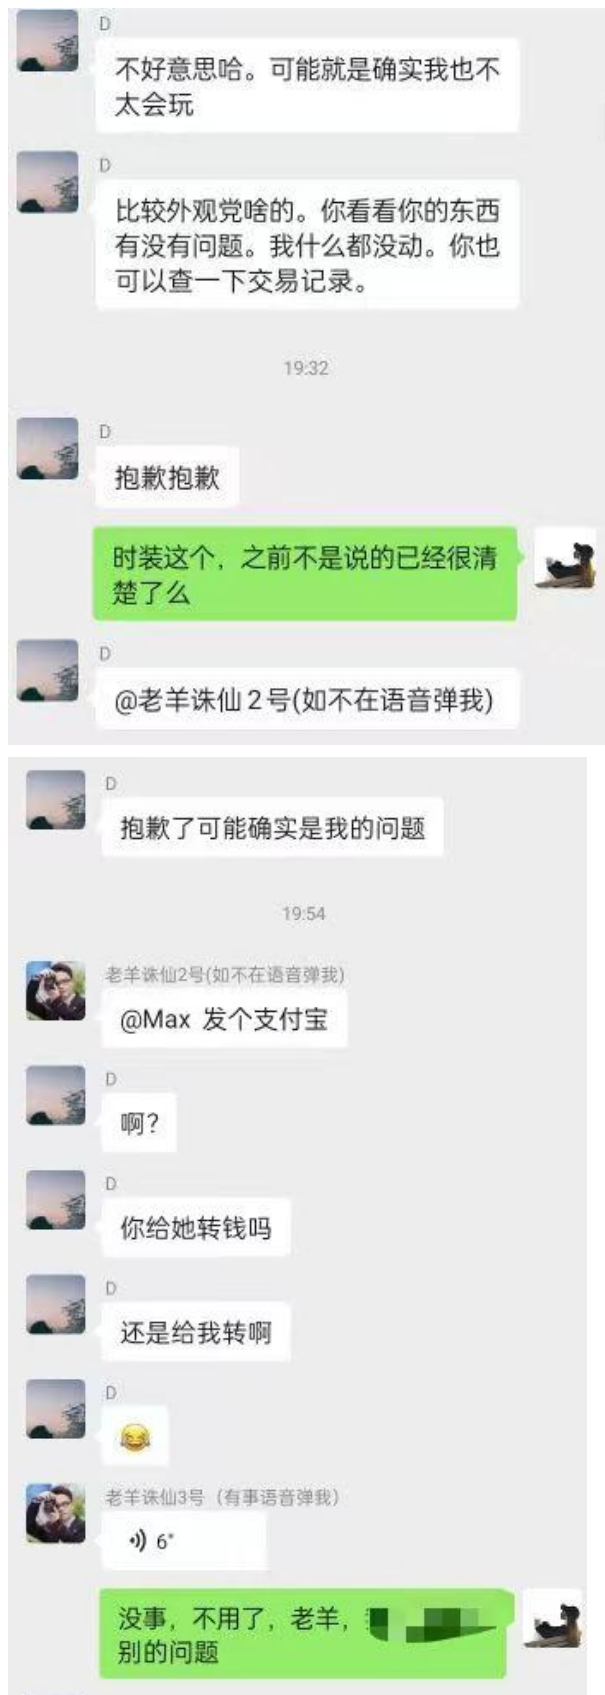 D
不好意思哈。可能就是确实我也不
太会玩
D
比较外观党啥的。你看看你的东西
有没有问题。我什么都没动。你也
可以查一下交易记录。
19:32
D
抱歉抱歉
时装这个，之前不是说的已经很清
楚了么
D
@老羊诛仙2号(如不在语音弹我)
D
抱歉了可能确实是我的问题
19:54
老羊诛仙2号(如不在语音弹我)
@Max 发个支付宝
D
啊?
D
你给她转钱吗
D
还是给我转啊
D
😂
老羊诛仙3号（有事语音弹我）
6"
没事，不用了，老羊，
别的问题